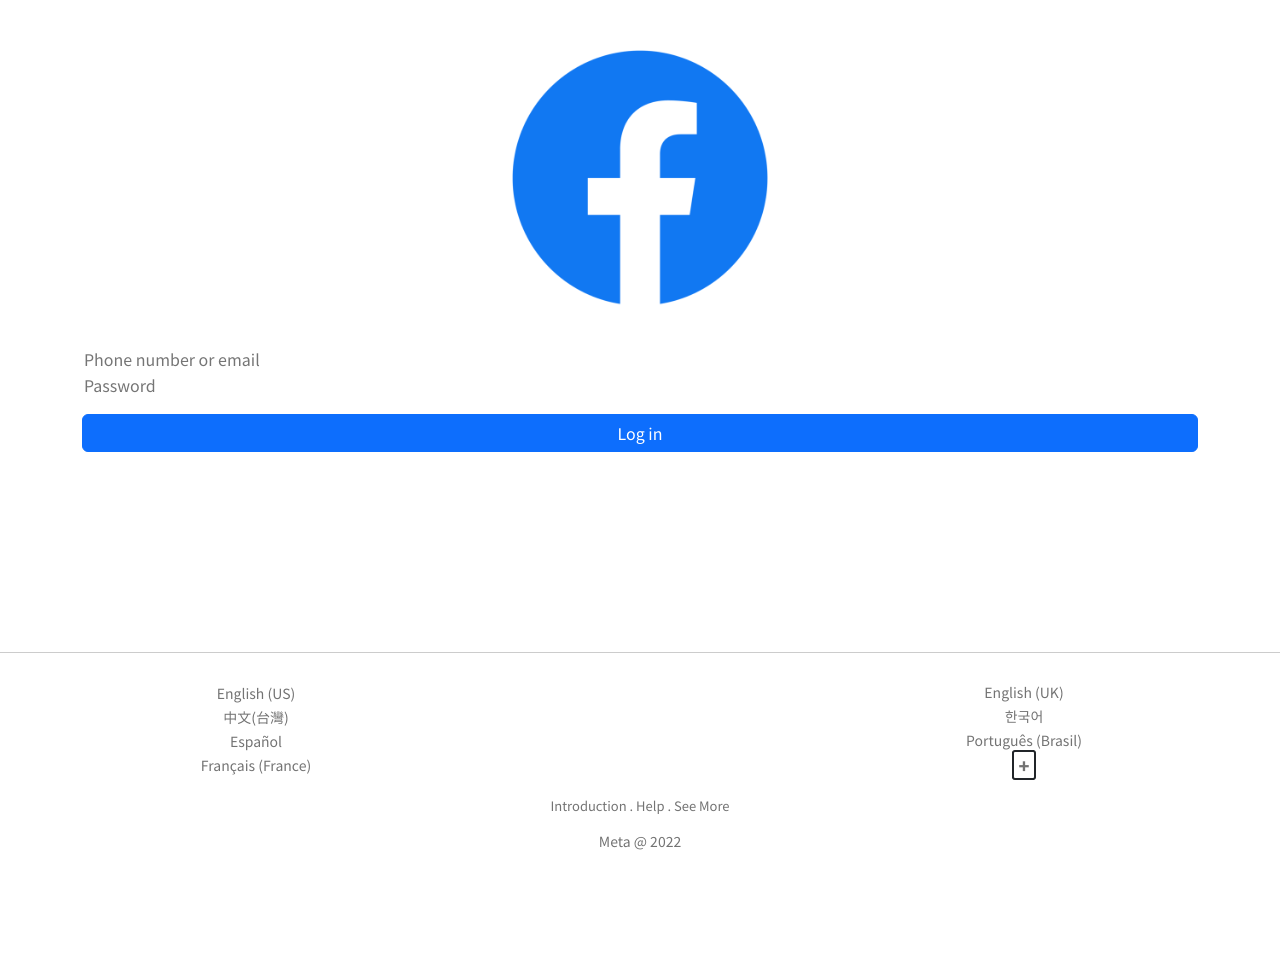 Phone number or email
Password
Log in
English (US)
中文(台灣)
Español
Français (France)
English (UK)
한국어
Português (Brasil)
+
Introduction . Help . See More
Meta @ 2022